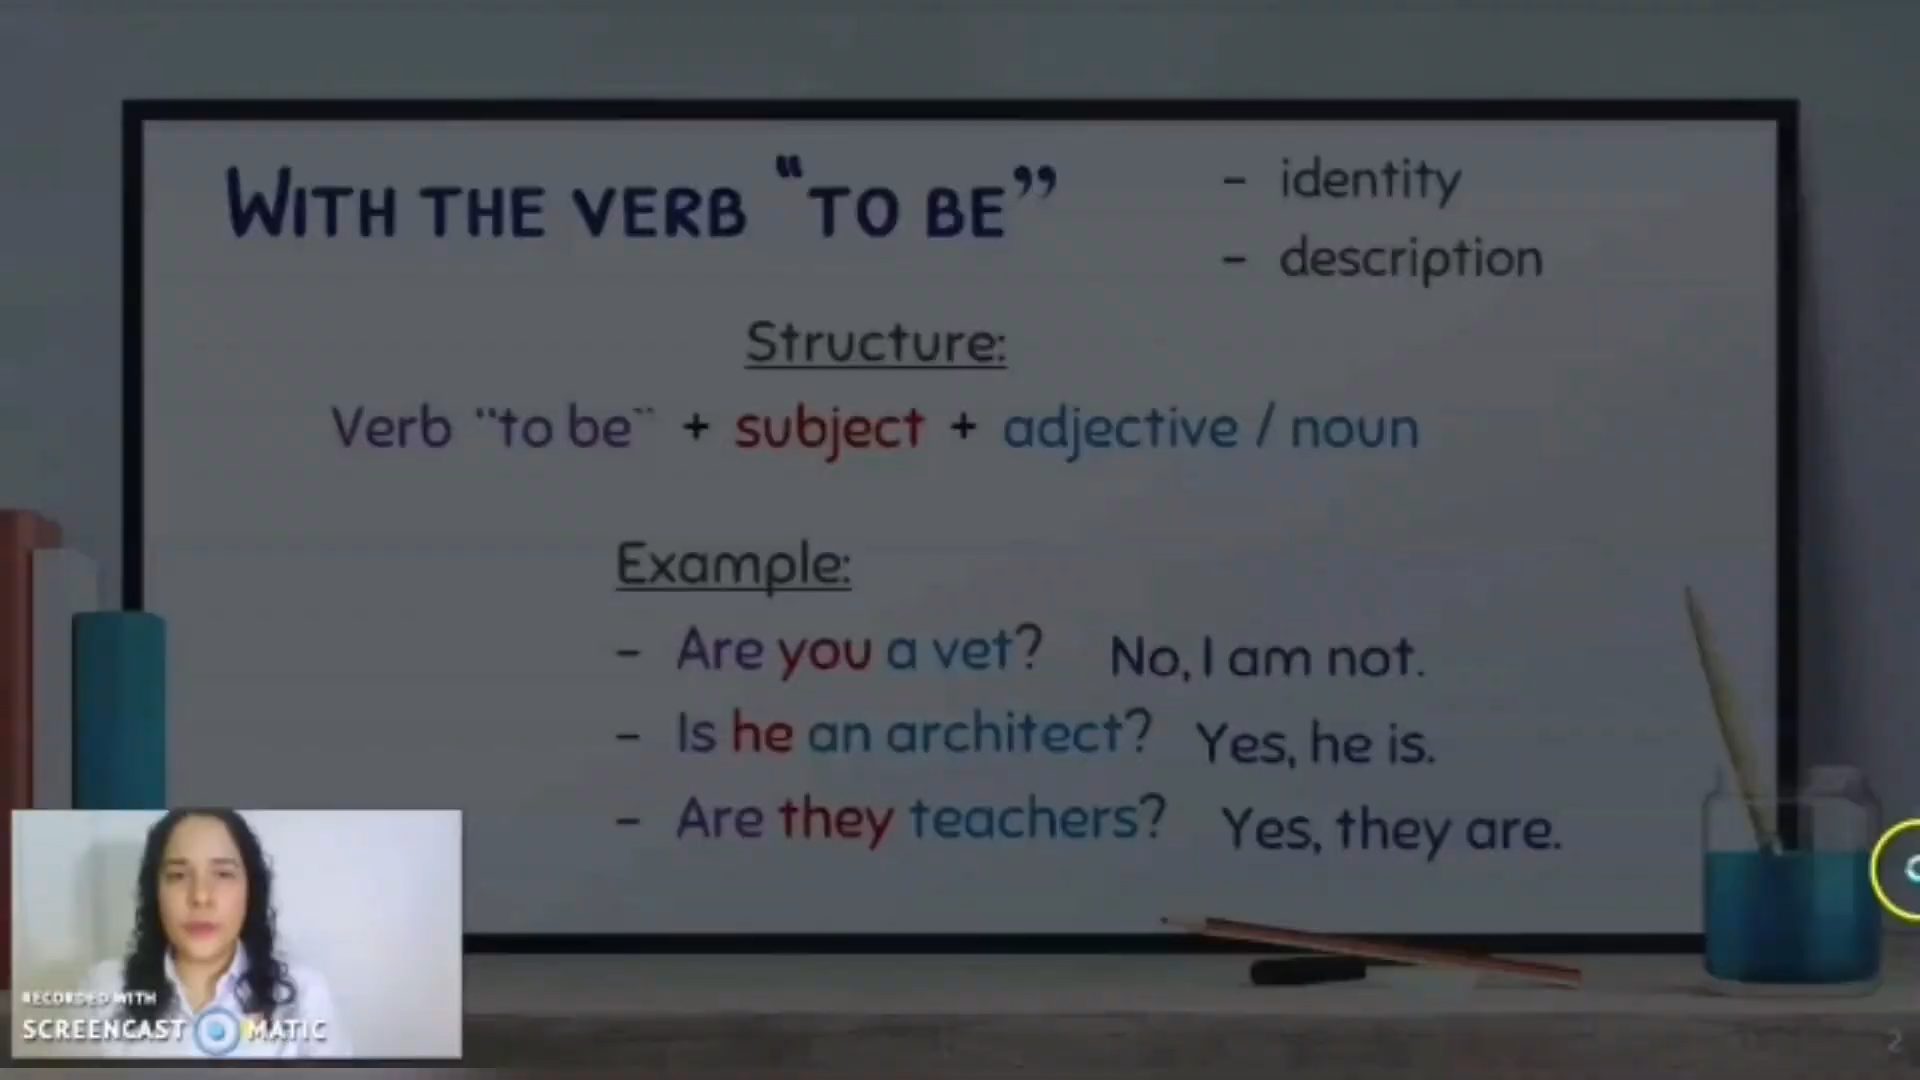 WITH THE VERB "TO BE"
- identity
- description
Structure:
Verb "to be" + subject + adjective / noun
Example:
- Are you a vet? No, I am not.
- Is he an architect? Yes, he is.
- Are they teachers? Yes, they are.
RECORDED WITH
SCREENCAST MATIC
2